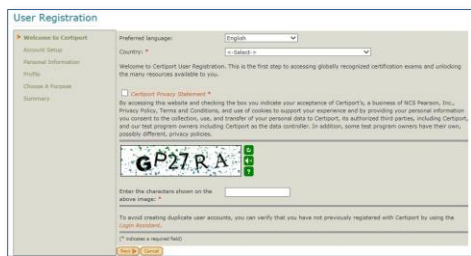 User Registration
Welcome to Certiport
Account Setup
Personal Information
Profile
Choose A Purpose
Summary
Preferred language: English
Country: * <-Select->
Welcome to Certiport User Registration. This is the first step to accessing globally recognized certification exams and unlocking
the many resources available to you.
Certiport Privacy Statement *
By accessing this website and checking the box you indicate your acceptance of Certiport's, a business of NCS Pearson, Inc.,
Privacy Policy, Terms and Conditions, and use of cookies to support your experience and by providing your personal information
you consent to the collection, use, and transfer of your personal data to Certiport, its authorized third parties, including Certiport,
and our test program owners including Certiport as the data controller. In addition, some test program owners have their own,
possibly different, privacy policies.
GP27RA
?
Enter the characters shown on the
above image: *
To avoid creating duplicate user accounts, you can verify that you have not previously registered with Certiport by using the
Login Assistant.
(* indicates a required field)
Next Cancel